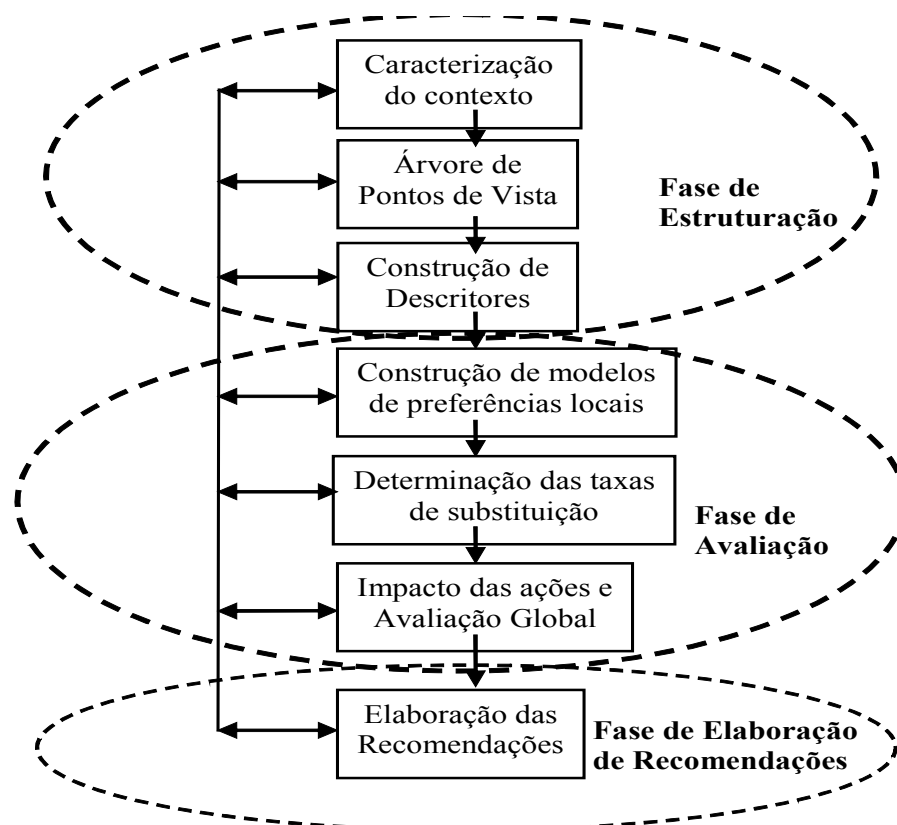 Caracterização
do contexto
Árvore de
Pontos de Vista
Fase de
Estruturação
Construção de
Descritores
Construção de modelos
de preferências locais
Determinação das taxas
de substituição
Fase de
Avaliação
Impacto das ações e
Avaliação Global
Elaboração das
Recomendações
Fase de Elaboração
de Recomendações